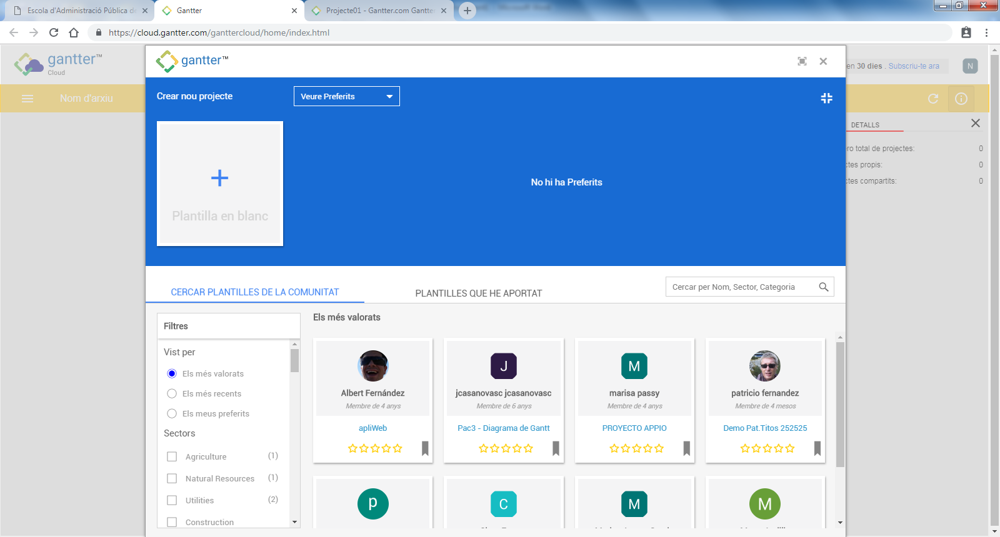 Escola d'Administració Pública de
Gantter
Projecte01 - Gantter.com Gantter
https://cloud.gantter.com/ganttercloud/home/index.html
gantter™
Cloud
gantter™
en 30 dies . Subscriu-te ara
N
Nom d'arxiu
Crear nou projecte
Veure Preferits
Plantilla en blanc
No hi ha Preferits
DETALLS
ro total de projectes: 0
ctes propis: 0
ctes compartits: 0
CERCAR PLANTILLES DE LA COMUNITAT
PLANTILLES QUE HE APORTAT
Cercar per Nom, Sector, Categoria
Filtres
Vist per
Els més valorats
Els més recents
Els meus preferits
Sectors
Agriculture (1)
Natural Resources (1)
Utilities (2)
Construction
Els més valorats
Albert Fernández
Membre de 4 anys
apliWeb
J
jcasanovasc jcasanovasc
Membre de 6 anys
Pac3 - Diagrama de Gantt
M
marisa passy
Membre de 4 anys
PROYECTO APPIO
patricio fernandez
Membre de 4 mesos
Demo Pat.Titos 252525
p
C
M
M